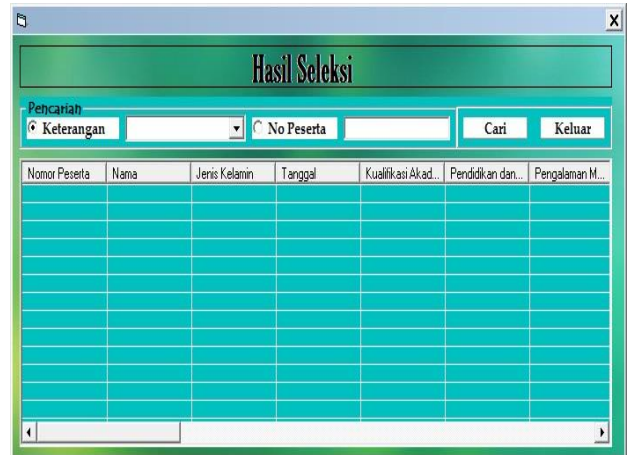 Hasil Seleksi
Pencarian
Keterangan No Peserta Cari Keluar
Nomor Peserta Nama Jenis Kelamin Tanggal Kualifikasi Akad... Pendidikan dan... Pengalaman M...